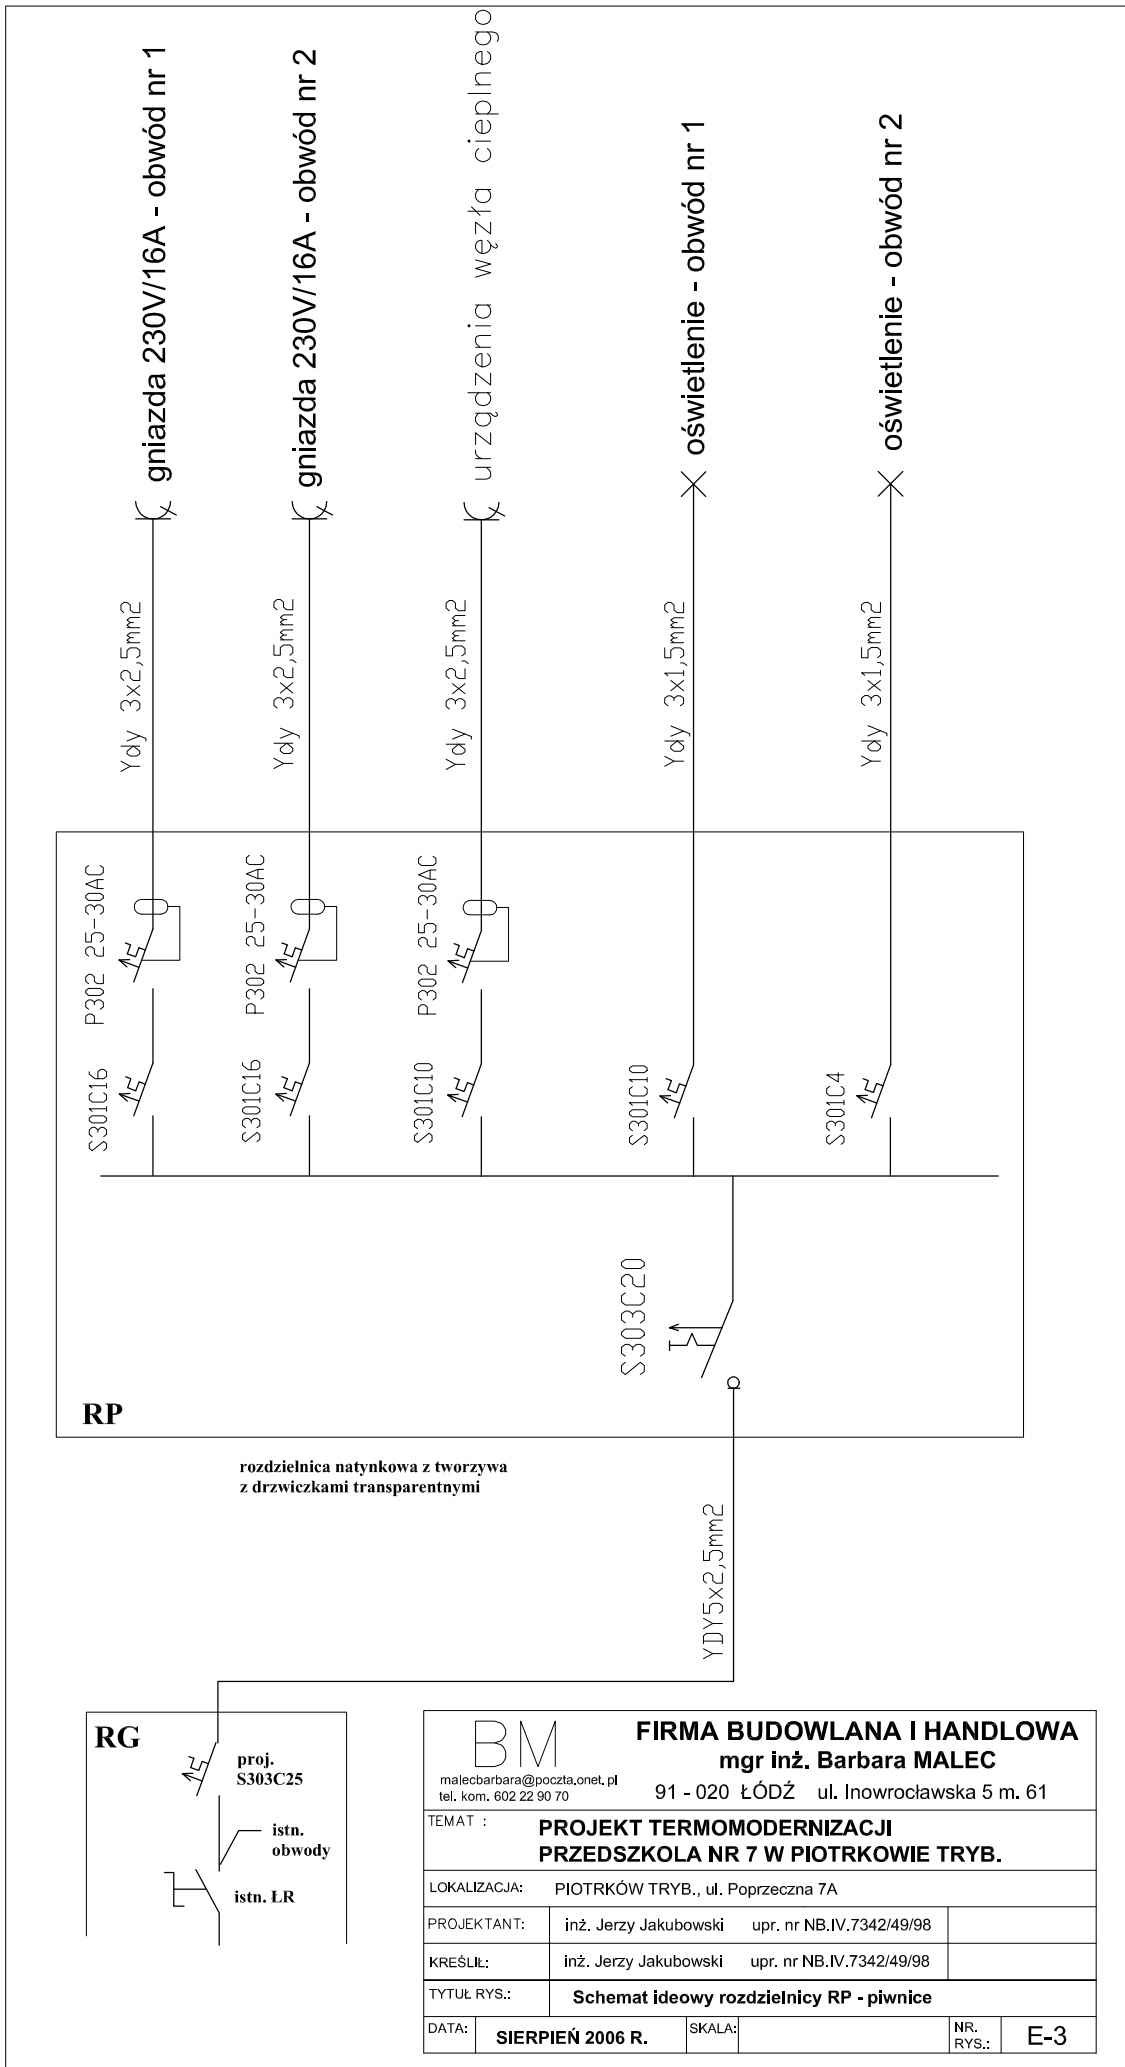 gniazda 230V/16A - obwód nr 1
gniazda 230V/16A - obwód nr 2
urządzenia węzła cieplnego
oświetlenie - obwód nr 1
oświetlenie - obwód nr 2
Ydy 3x2,5mm2
Ydy 3x2,5mm2
Ydy 3x2,5mm2
Ydy 3x1,5mm2
Ydy 3x1,5mm2
P302 25-30AC
P302 25-30AC
P302 25-30AC
S301C16
S301C16
S301C10
S301C10
S301C4
S303C20
RP
rozdzielnica natynkowa z tworzywa
z drzwiczkami transparentnymi
YDY5x2,5mm2
RG
proj.
S303C25
istn.
obwody
istn. ŁR
BM
malecbarbara@poczta.onet.pl
tel. kom. 602 22 90 70
FIRMA BUDOWLANA I HANDLOWA
mgr inż. Barbara MALEC
91 - 020 ŁÓDŹ ul. Inowrocławska 5 m. 61
TEMAT :
PROJEKT TERMOMODERNIZACJI
PRZEDSZKOLA NR 7 W PIOTRKOWIE TRYB.
LOKALIZACJA: PIOTRKÓW TRYB., ul. Poprzeczna 7A
PROJEKTANT: inż. Jerzy Jakubowski upr. nr NB.IV.7342/49/98
KREŚLIŁ: inż. Jerzy Jakubowski upr. nr NB.IV.7342/49/98
TYTUŁ RYS.: Schemat ideowy rozdzielnicy RP - piwnice
DATA: SIERPIEŃ 2006 R. SKALA: NR. RYS.: E-3